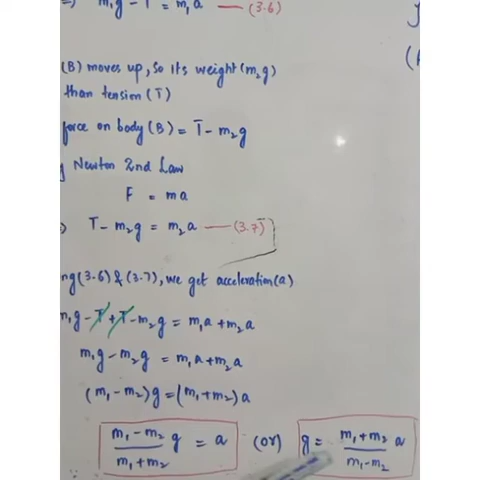 =) m₁g - T = m₁a — (3.6)
(B) moves up, so its weight (m₂g)
than tension (T)
force on body (B) = T - m₂g
Newton 2nd Law
F = ma
T - m₂g = m₂a — (3.7)
ng (3.6) & (3.7), we get acceleration (a)
m₁g - T + T - m₂g = m₁a + m₂a
m₁g - m₂g = m₁a + m₂a
(m₁ - m₂)g = (m₁ + m₂)a
m₁ - m₂ / m₁ + m₂ g = a (or) g = m₁ + m₂ / m₁ - m₂ a